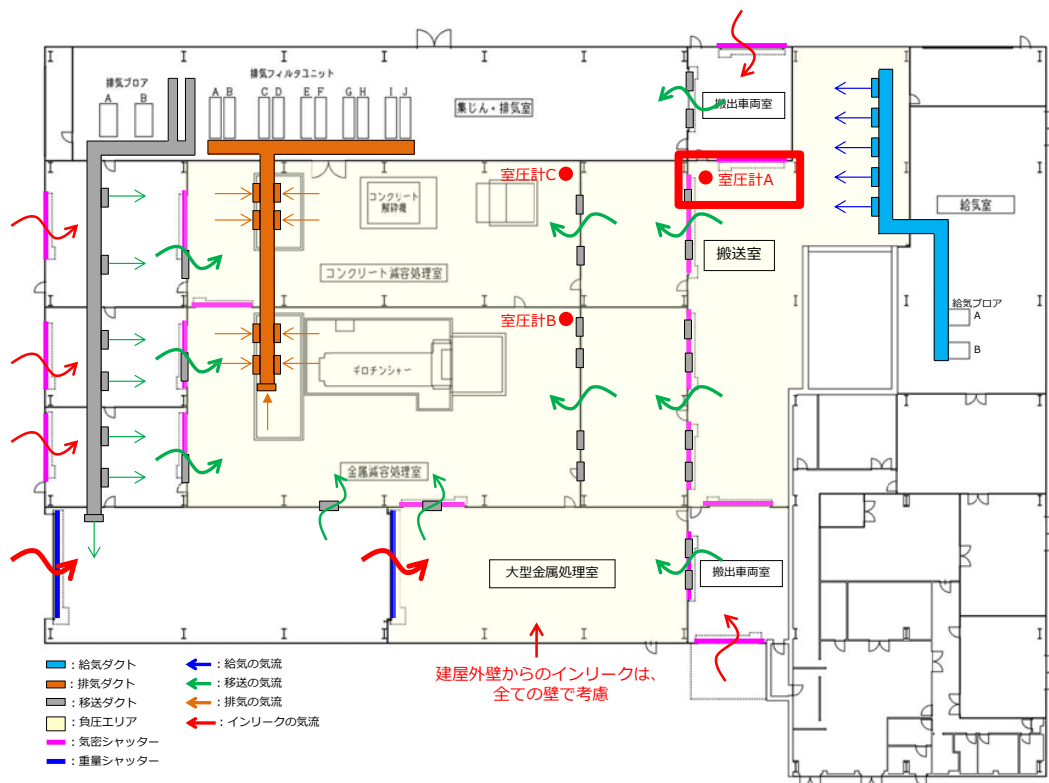 排気ブロア
A
B
排気フィルタユニット
A B C D E F G H I J
集じん・排気室
搬出車両室
室圧計C
室圧計A
コンクリート
解砕機
給気室
搬送室
コンクリート減容処理室
給気ブロア
A
B
室圧計B
ギロチンシャー
金属減容処理室
大型金属処理室
搬出車両室
建屋外壁からのインリークは、
全ての壁で考慮
:給気ダクト
:排気ダクト
:移送ダクト
:負圧エリア
:気密シャッター
:重量シャッター
:給気の気流
:移送の気流
:排気の気流
:インリークの気流